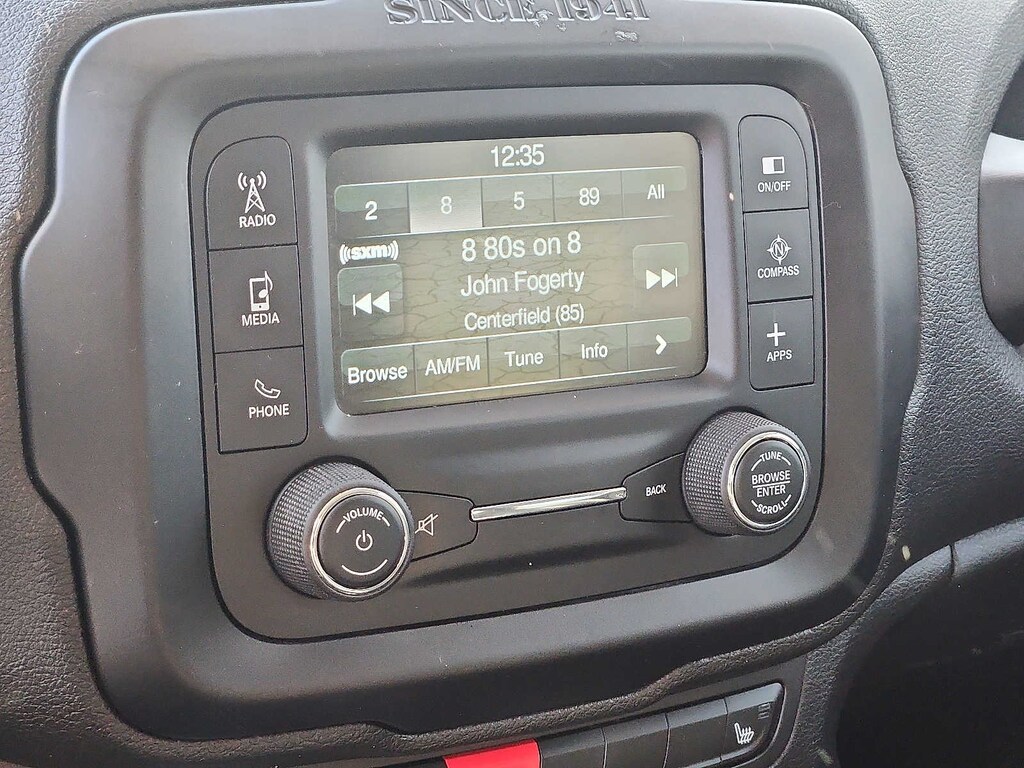 SINCE 1941
12:35
2 8 5 89 All
((sxm))
8 80s on 8
John Fogerty
Centerfield (85)
Browse AM/FM Tune Info
RADIO
MEDIA
PHONE
ON/OFF
N
COMPASS
APPS
VOLUME
BACK
TUNE
BROWSE
ENTER
SCROLL